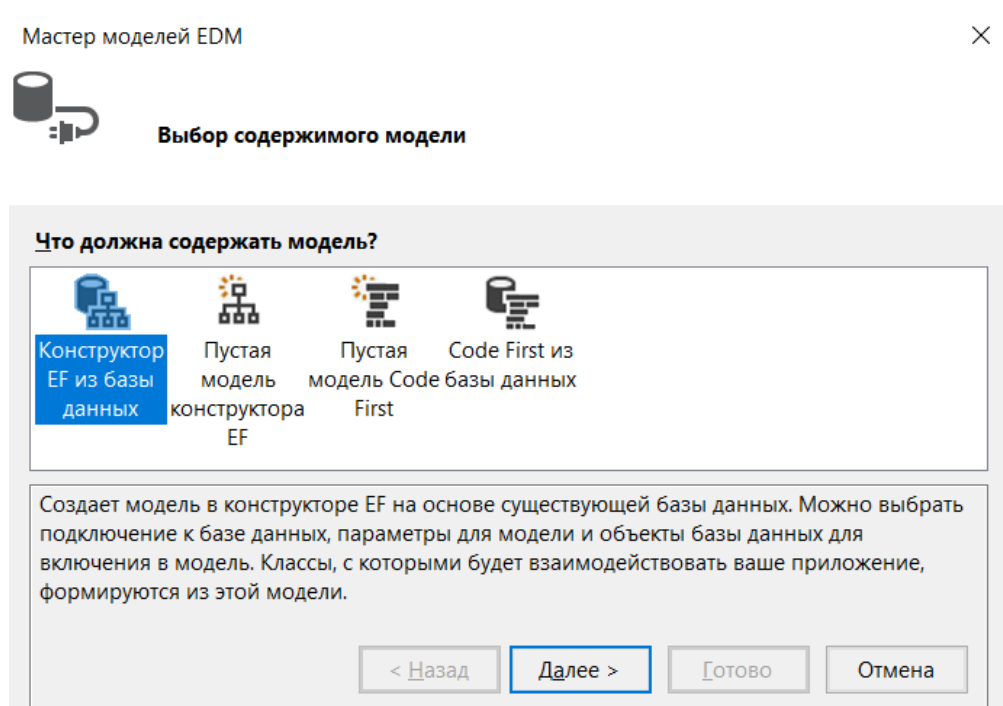 Мастер моделей EDM
Выбор содержимого модели
Что должна содержать модель?
Конструктор
EF из базы
данных
Пустая
модель
конструктора
EF
Пустая
модель Code
First
Code First из
базы данных
Создает модель в конструкторе EF на основе существующей базы данных. Можно выбрать
подключение к базе данных, параметры для модели и объекты базы данных для
включения в модель. Классы, с которыми будет взаимодействовать ваше приложение,
формируются из этой модели.
< Назад
Далее >
Готово
Отмена